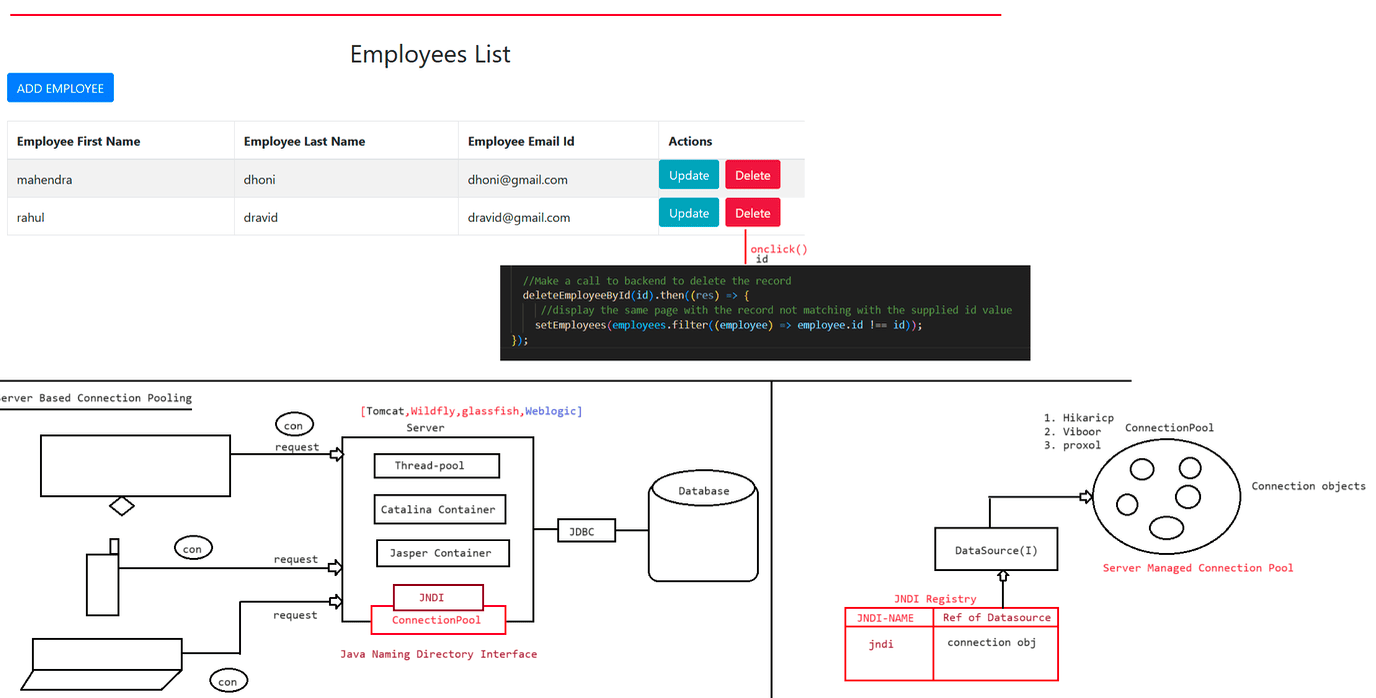 Employees List
ADD EMPLOYEE
Employee First Name Employee Last Name Employee Email Id Actions
mahendra dhoni dhoni@gmail.com Update Delete
rahul dravid dravid@gmail.com Update Delete
onclick()
id
//Make a call to backend to delete the record
deleteEmployeeById(id).then((res) => {
//display the same page with the record not matching with the supplied id value
setEmployees(employees.filter((employee) => employee.id !== id));
});
erver Based Connection Pooling
[Tomcat,Wildfly,glassfish,Weblogic]
Server
con
request
Thread-pool
Catalina Container
Jasper Container
con
request
JNDI
ConnectionPool
request
Java Naming Directory Interface
con
JDBC
Database
1. Hikaricp
2. Viboor
3. proxol
ConnectionPool
Connection objects
DataSource(I)
Server Managed Connection Pool
JNDI Registry
JNDI-NAME Ref of Datasource
jndi connection obj